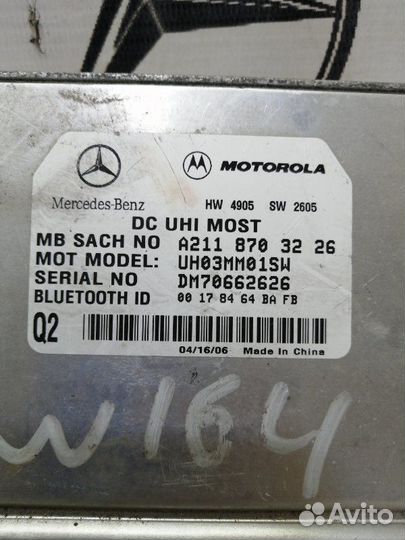 Mercedes-Benz
MOTOROLA
HW 4905 SW 2605
DC UHI MOST
MB SACH NO A211 870 32 26
MOT MODEL: UH03MM01SW
SERIAL NO DM70662626
BLUETOOTH ID 00 17 84 64 BA FB
Q2
04/16/06 Made In China
W164
Avito